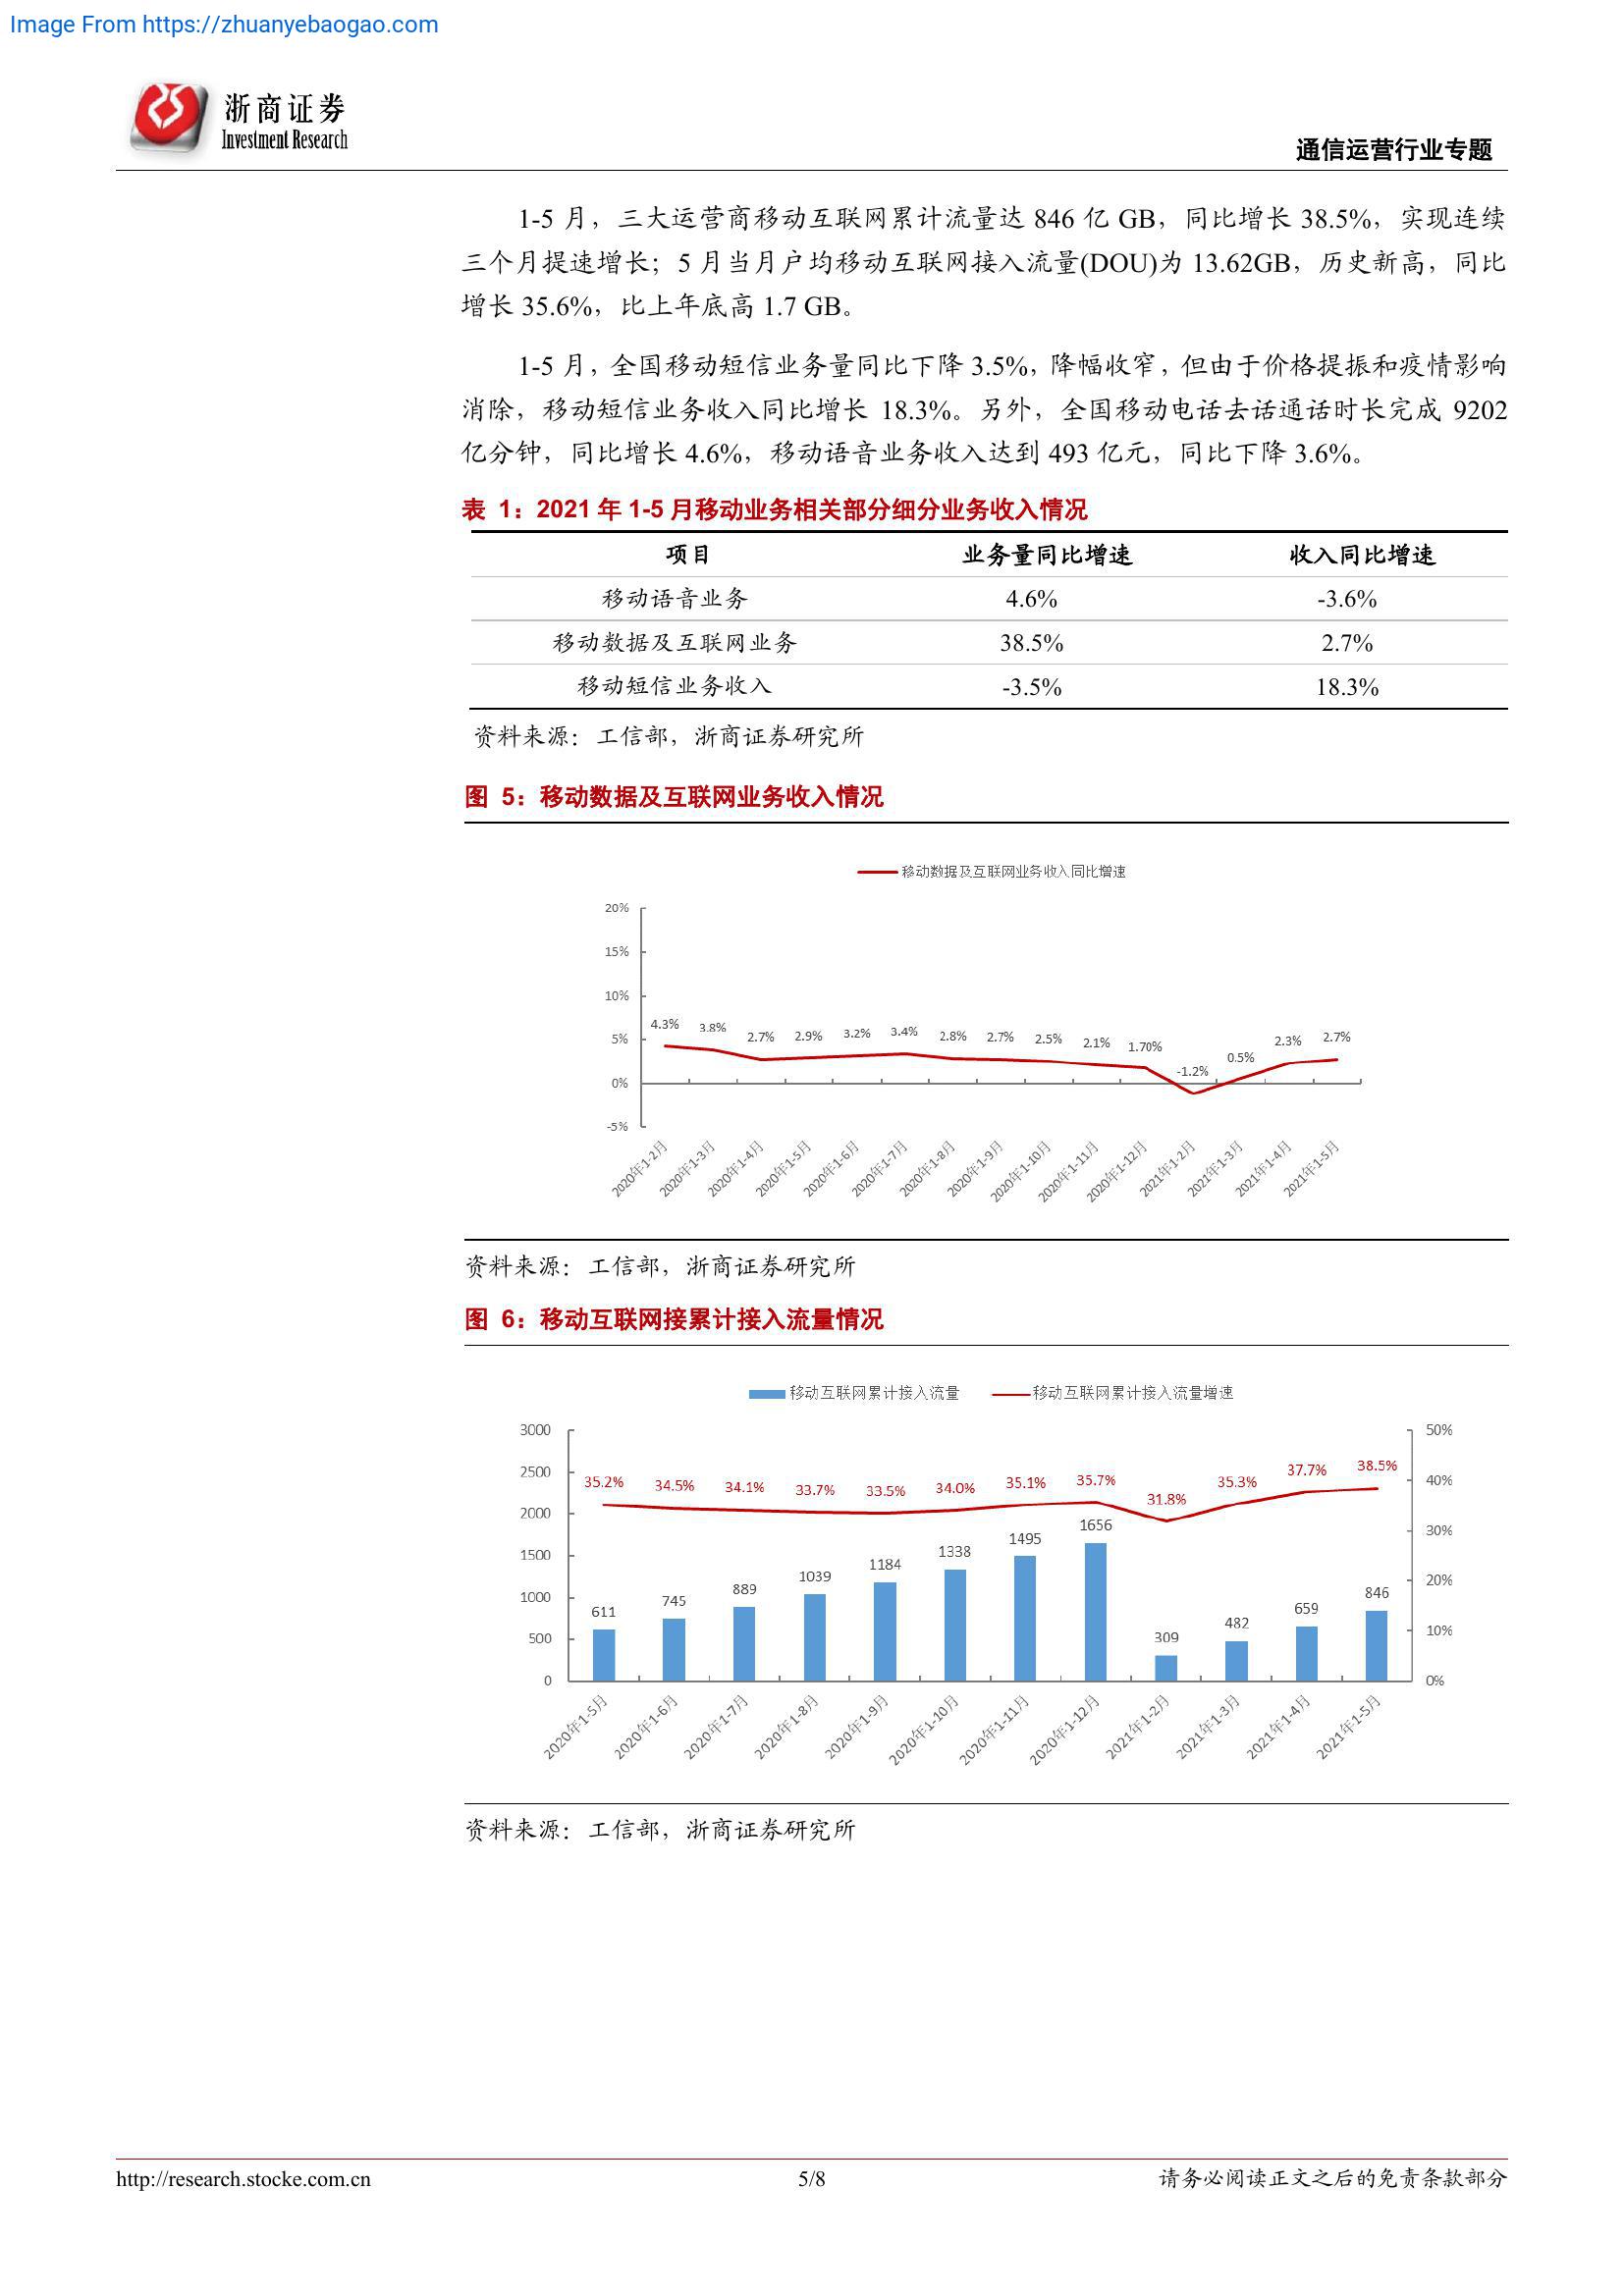 Image From https://zhuanyebaogao.com
浙商证券
Investment Research
通信运营行业专题
1-5 月，三大运营商移动互联网累计流量达 846 亿 GB，同比增长 38.5%，实现连续
三个月提速增长；5 月当月户均移动互联网接入流量(DOU)为 13.62GB，历史新高，同比
增长 35.6%，比上年底高 1.7 GB。
1-5 月，全国移动短信业务量同比下降 3.5%，降幅收窄，但由于价格提振和疫情影响
消除，移动短信业务收入同比增长 18.3%。另外，全国移动电话去话通话时长完成 9202
亿分钟，同比增长 4.6%，移动语音业务收入达到 493 亿元，同比下降 3.6%。
表 1：2021 年 1-5 月移动业务相关部分细分业务收入情况
项目 业务量同比增速 收入同比增速
移动语音业务 4.6% -3.6%
移动数据及互联网业务 38.5% 2.7%
移动短信业务收入 -3.5% 18.3%
资料来源：工信部，浙商证券研究所
图 5：移动数据及互联网业务收入情况
移动数据及互联网业务收入同比增速
20%
15%
10%
5%
0%
-5%
4.3% 3.8% 2.7% 2.9% 3.2% 3.4% 2.8% 2.7% 2.5% 2.1% 1.70% -1.2% 0.5% 2.3% 2.7%
2020年1-2月 2020年1-3月 2020年1-4月 2020年1-5月 2020年1-6月 2020年1-7月 2020年1-8月 2020年1-9月 2020年1-10月 2020年1-11月 2020年1-12月 2021年1-2月 2021年1-3月 2021年1-4月 2021年1-5月
资料来源：工信部，浙商证券研究所
图 6：移动互联网接累计接入流量情况
移动互联网累计接入流量 移动互联网累计接入流量增速
3000 50%
2500 40%
2000 30%
1500 20%
1000 10%
500 0%
0
35.2% 34.5% 34.1% 33.7% 33.5% 34.0% 35.1% 35.7% 31.8% 35.3% 37.7% 38.5%
611 745 889 1039 1184 1338 1495 1656 309 482 659 846
2020年1-5月 2020年1-6月 2020年1-7月 2020年1-8月 2020年1-9月 2020年1-10月 2020年1-11月 2020年1-12月 2021年1-2月 2021年1-3月 2021年1-4月 2021年1-5月
资料来源：工信部，浙商证券研究所
http://research.stocke.com.cn 5/8 请务必阅读正文之后的免责条款部分